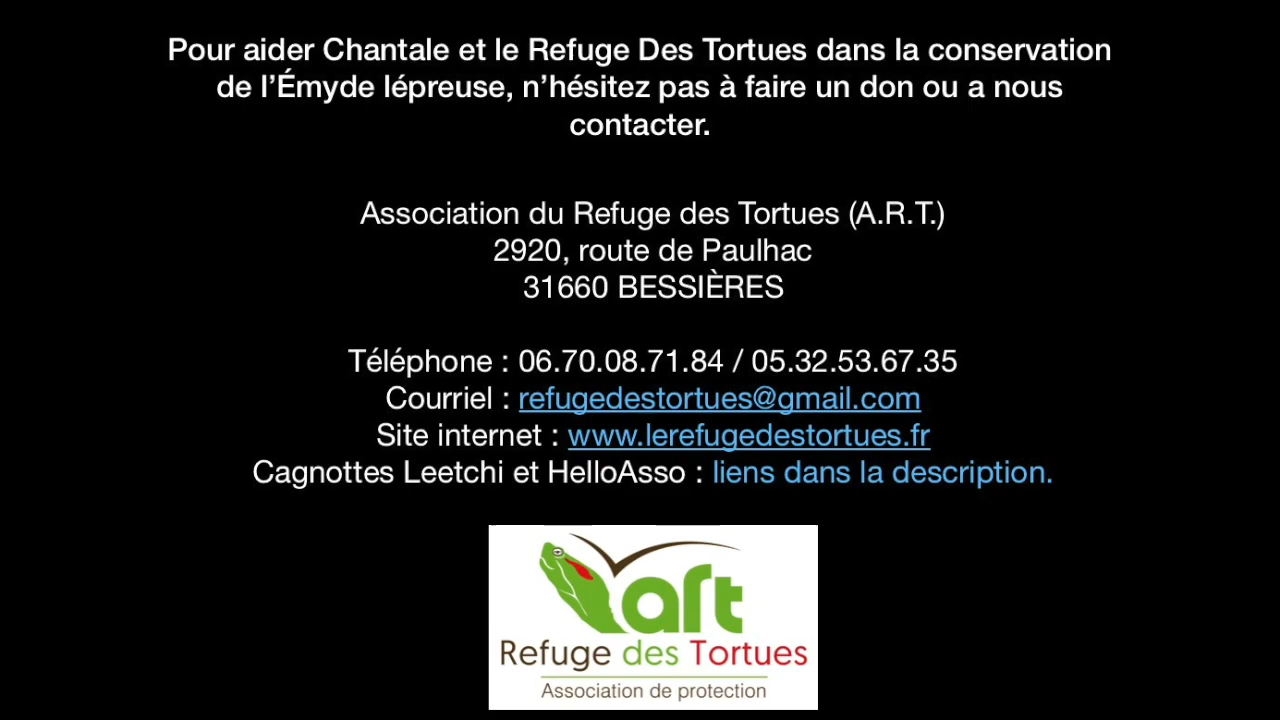 Pour aider Chantale et le Refuge Des Tortues dans la conservation
de l’Émyde lépreuse, n’hésitez pas à faire un don ou a nous
contacter.
Association du Refuge des Tortues (A.R.T.)
2920, route de Paulhac
31660 BESSIÈRES
Téléphone : 06.70.08.71.84 / 05.32.53.67.35
Courriel : refugedestortues@gmail.com
Site internet : www.lerefugedestortues.fr
Cagnottes Leetchi et HelloAsso : liens dans la description.
art
Refuge des Tortues
Association de protection